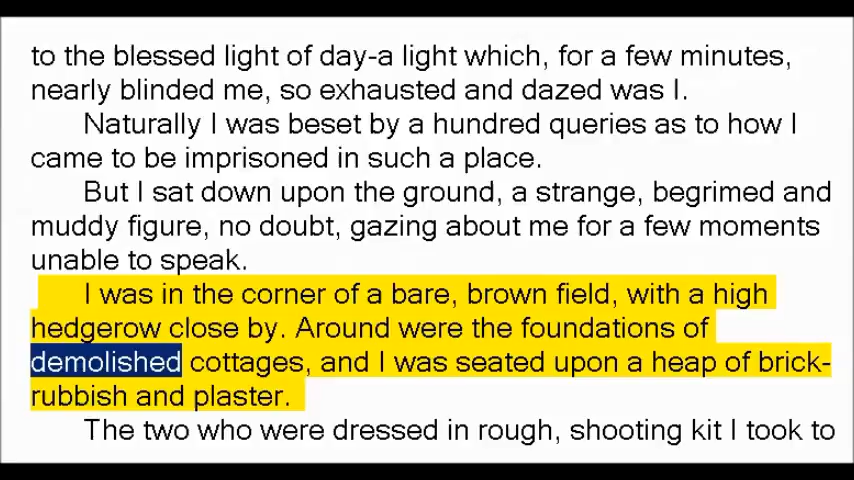 to the blessed light of day-a light which, for a few minutes,
nearly blinded me, so exhausted and dazed was I.
Naturally I was beset by a hundred queries as to how I
came to be imprisoned in such a place.
But I sat down upon the ground, a strange, begrimed and
muddy figure, no doubt, gazing about me for a few moments
unable to speak.
I was in the corner of a bare, brown field, with a high
hedgerow close by. Around were the foundations of
demolished cottages, and I was seated upon a heap of brick-
rubbish and plaster.
The two who were dressed in rough, shooting kit I took to